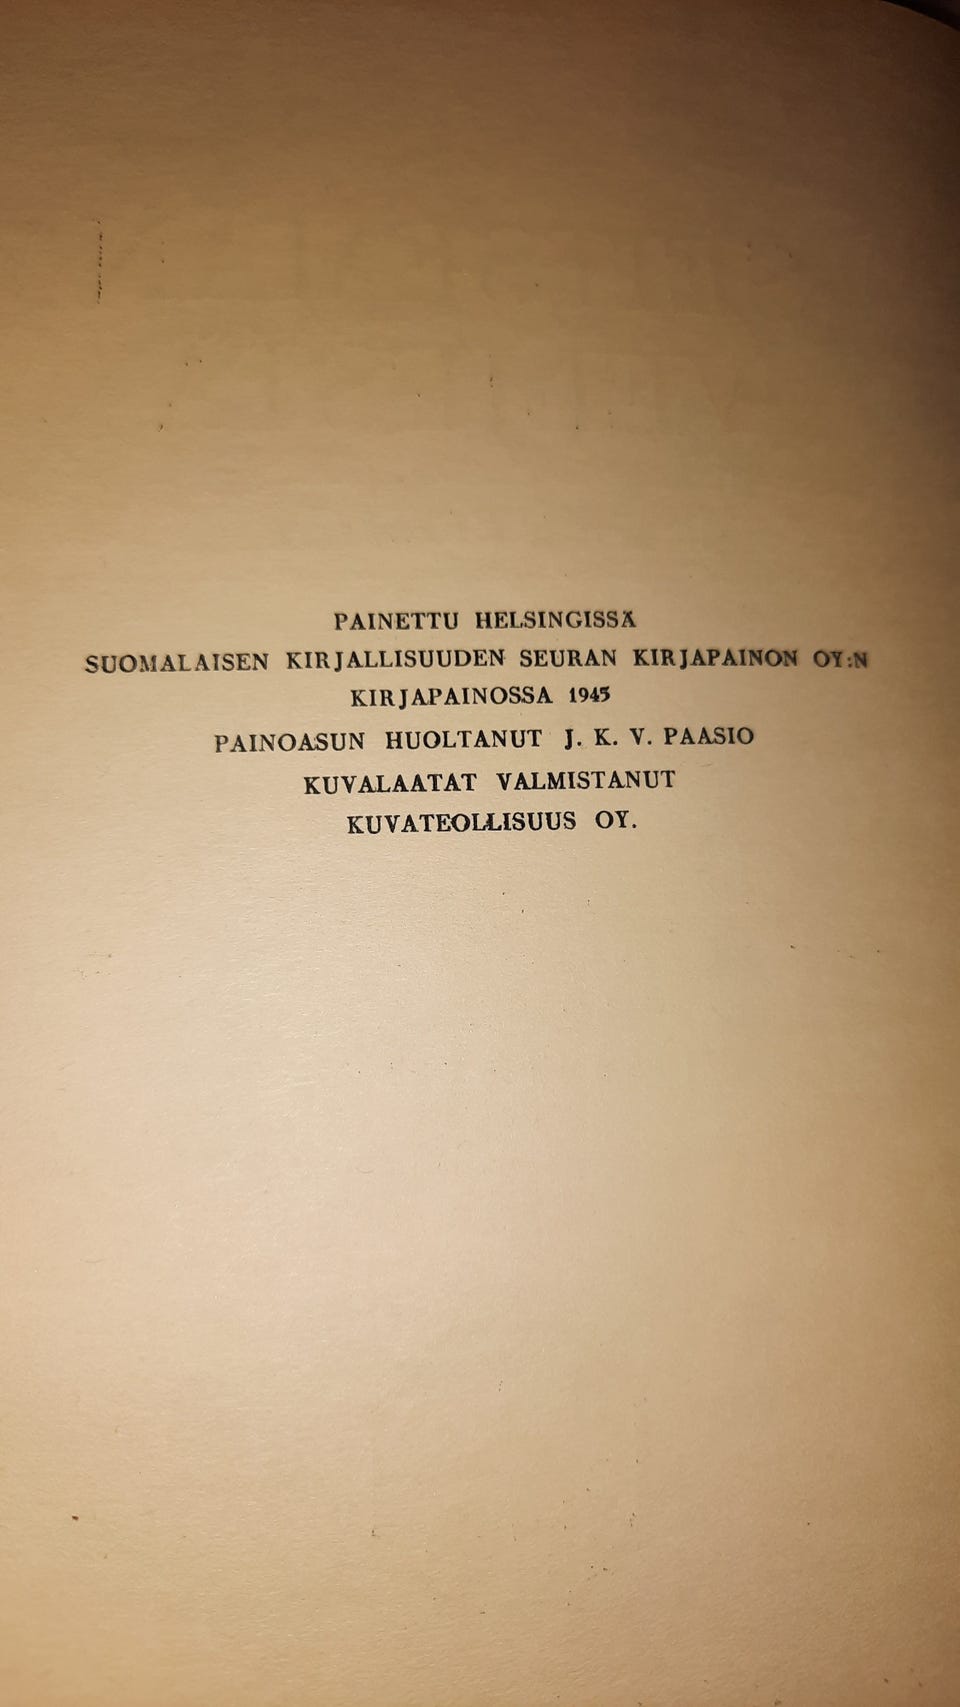 PAINETTU HELSINGISSÄ
SUOMALAISEN KIRJALLISUUDEN SEURAN KIRJAPAINON OY:N
KIRJAPAINOSSA 1945
PAINOASUN HUOLTANUT J. K. V. PAASIO
KUVALAATAT VALMISTANUT
KUVATEOLLISUUS OY.